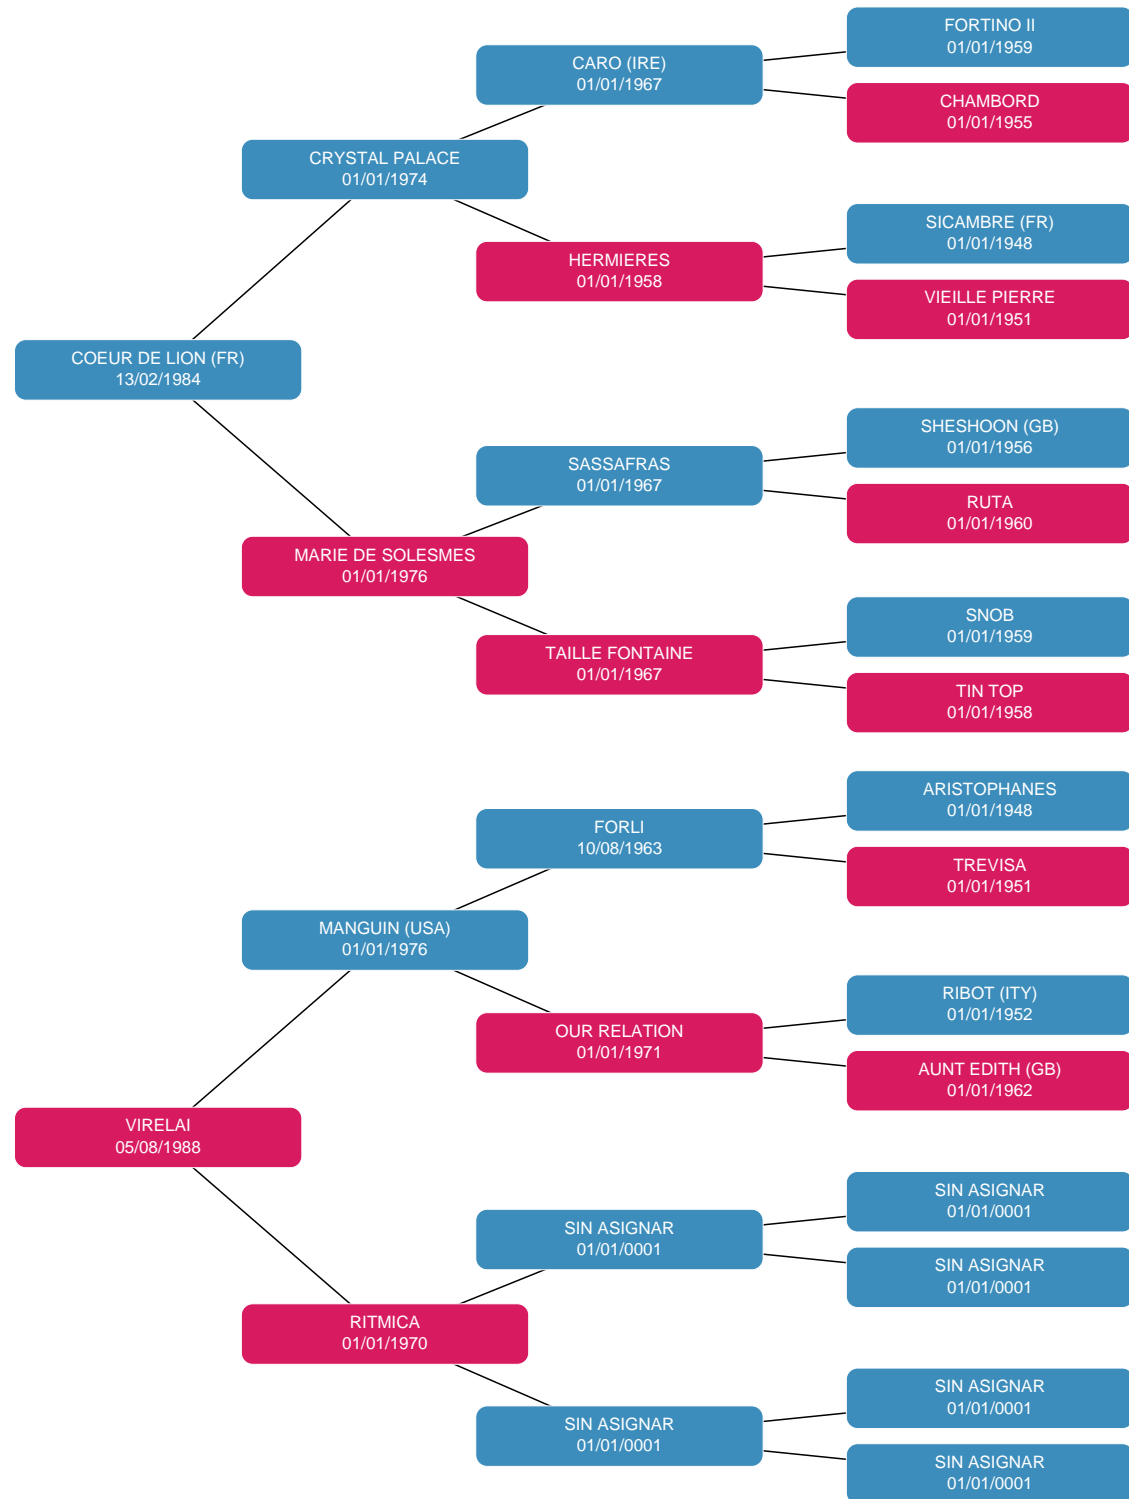 FORTINO II
01/01/1959
CARO (IRE)
01/01/1967
CHAMBORD
01/01/1955
CRYSTAL PALACE
01/01/1974
SICAMBRE (FR)
01/01/1948
HERMIERES
01/01/1958
VIEILLE PIERRE
01/01/1951
COEUR DE LION (FR)
13/02/1984
SHESHOON (GB)
01/01/1956
SASSAFRAS
01/01/1967
RUTA
01/01/1960
MARIE DE SOLESMES
01/01/1976
SNOB
01/01/1959
TAILLE FONTAINE
01/01/1967
TIN TOP
01/01/1958
ARISTOPHANES
01/01/1948
FORLI
10/08/1963
TREVISA
01/01/1951
MANGUIN (USA)
01/01/1976
RIBOT (ITY)
01/01/1952
OUR RELATION
01/01/1971
AUNT EDITH (GB)
01/01/1962
VIRELAI
05/08/1988
SIN ASIGNAR
01/01/0001
SIN ASIGNAR
01/01/0001
SIN ASIGNAR
01/01/0001
RITMICA
01/01/1970
SIN ASIGNAR
01/01/0001
SIN ASIGNAR
01/01/0001
SIN ASIGNAR
01/01/0001